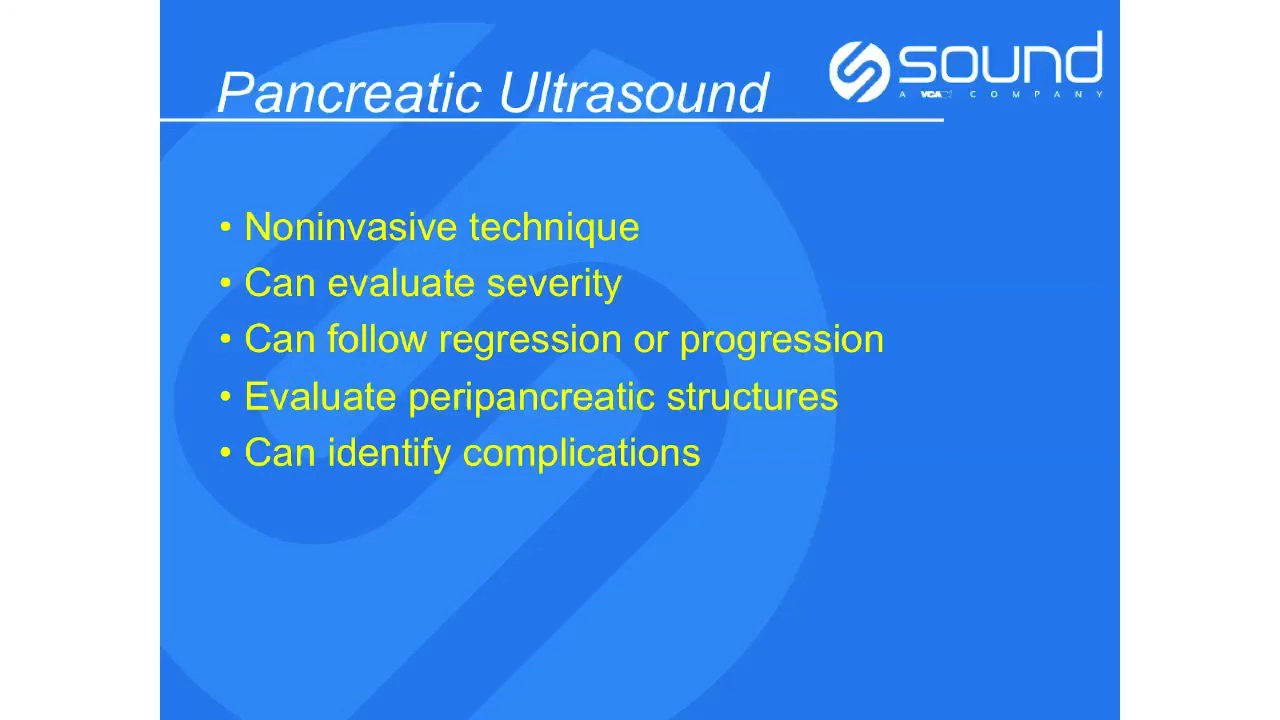 Pancreatic Ultrasound
sound
A VCA COMPANY
• Noninvasive technique
• Can evaluate severity
• Can follow regression or progression
• Evaluate peripancreatic structures
• Can identify complications